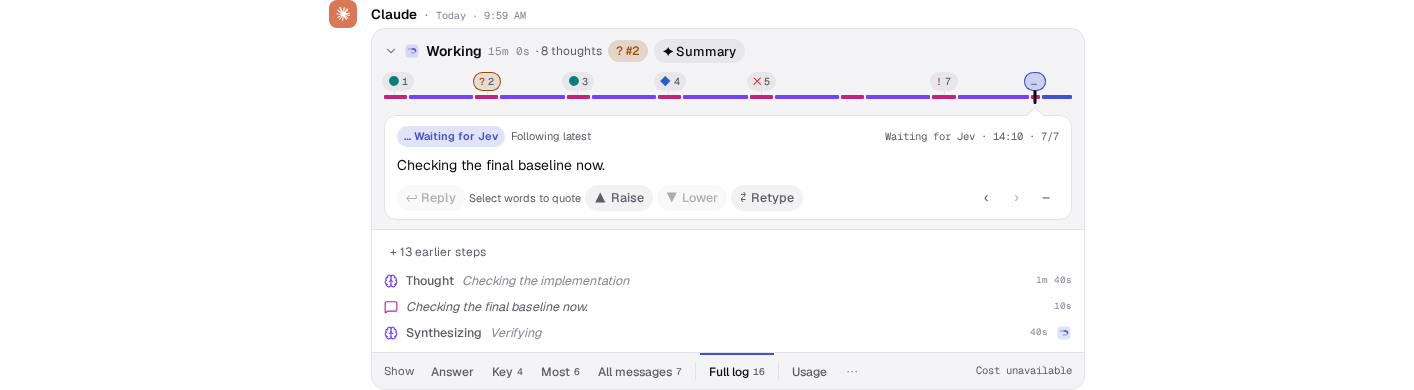 Claude · Today · 9:59 AM
Working 15m 0s · 8 thoughts ? #2 ✦ Summary
1 ? 2 3 4 5 ! 7 …
… Waiting for Jev Following latest Waiting for Jev · 14:10 · 7/7
Checking the final baseline now.
↩ Reply Select words to quote ▲ Raise ▼ Lower ⇄ Retype ‹ › −
+ 13 earlier steps
Thought Checking the implementation 1m 40s
Checking the final baseline now. 10s
Synthesizing Verifying 40s
Show Answer Key 4 Most 6 All messages 7 Full log 16 Usage ··· Cost unavailable